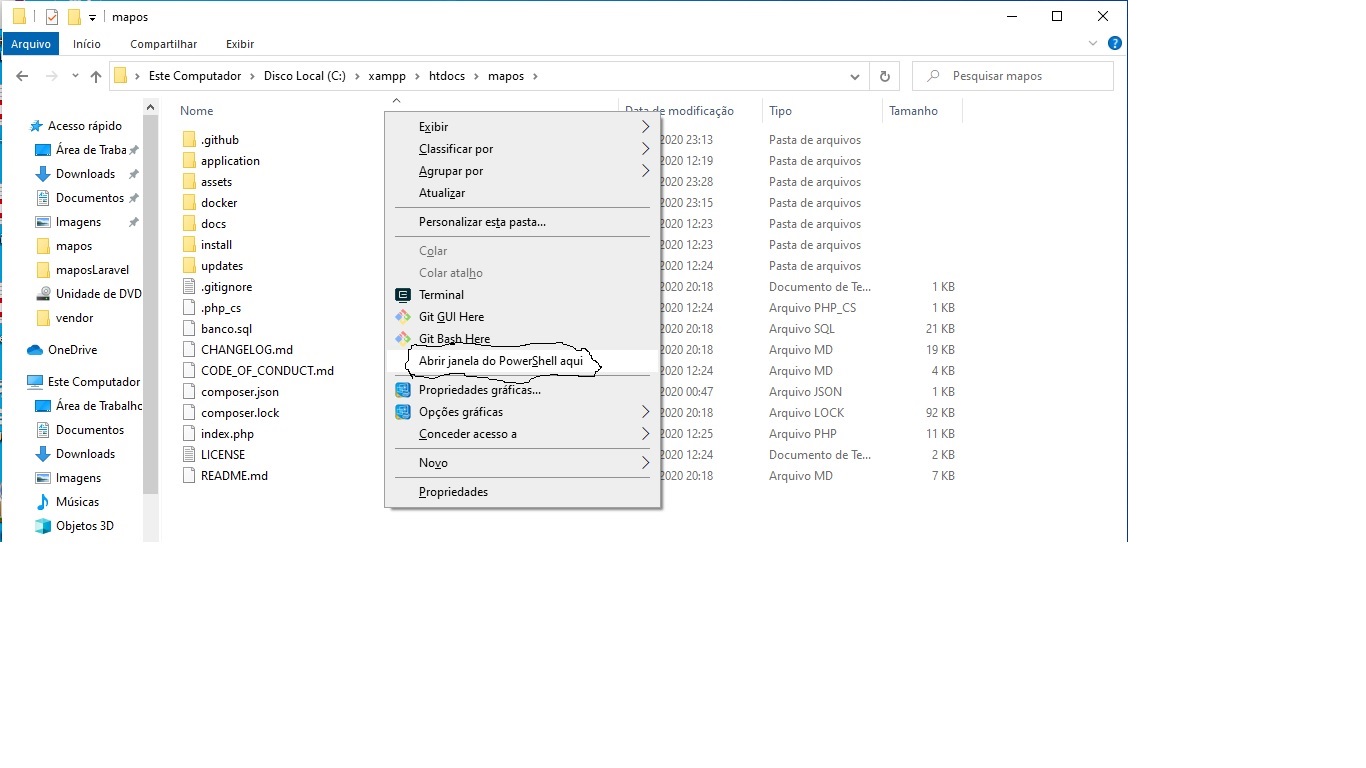 mapos
Arquivo Início Compartilhar Exibir
Este Computador Disco Local (C:) xampp htdocs mapos Pesquisar mapos
Nome Data de modificação Tipo Tamanho
Acesso rápido
Área de Traba
Downloads
Documentos
Imagens
mapos
maposLaravel
Unidade de DVD
vendor
OneDrive
Este Computador
Área de Trabalho
Documentos
Downloads
Imagens
Músicas
Objetos 3D
.github 2020 23:13 Pasta de arquivos
application 2020 12:19 Pasta de arquivos
assets 2020 23:28 Pasta de arquivos
docker 2020 23:15 Pasta de arquivos
docs 2020 12:23 Pasta de arquivos
install 2020 12:23 Pasta de arquivos
updates 2020 12:24 Pasta de arquivos
.gitignore 2020 20:18 Documento de Te... 1 KB
.php_cs 2020 12:24 Arquivo PHP_CS 1 KB
banco.sql 2020 20:18 Arquivo SQL 21 KB
CHANGELOG.md 2020 20:18 Arquivo MD 19 KB
CODE_OF_CONDUCT.md 2020 12:24 Arquivo MD 4 KB
composer.json 2020 00:47 Arquivo JSON 1 KB
composer.lock 2020 20:18 Arquivo LOCK 92 KB
index.php 2020 12:25 Arquivo PHP 11 KB
LICENSE 2020 12:24 Documento de Te... 2 KB
README.md 2020 20:18 Arquivo MD 7 KB
Exibir
Classificar por
Agrupar por
Atualizar
Personalizar esta pasta...
Colar
Colar atalho
Terminal
Git GUI Here
Git Bash Here
Abrir janela do PowerShell aqui
Propriedades gráficas...
Opções gráficas
Conceder acesso a
Novo
Propriedades